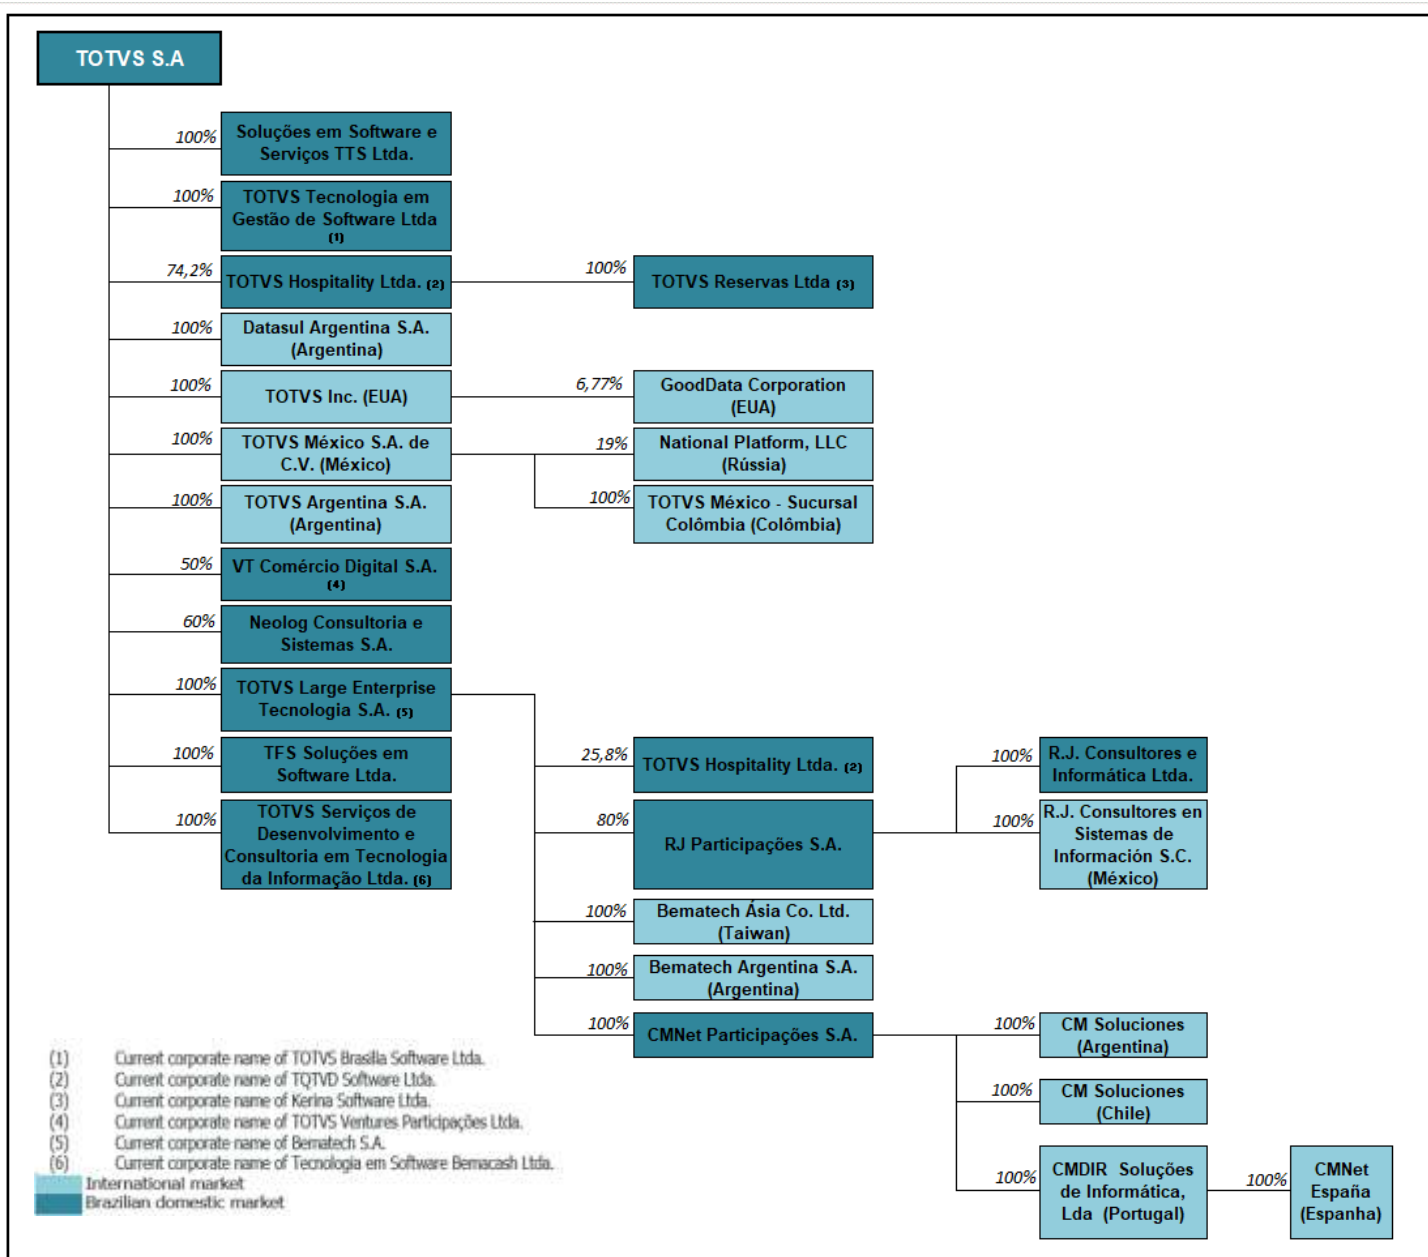 TOTVS S.A
100%
Soluções em Software e
Serviços TTS Ltda.
100%
TOTVS Tecnologia em
Gestão de Software Ltda
(1)
74,2%
TOTVS Hospitality Ltda. (2)
100%
TOTVS Reservas Ltda (3)
100%
Datasul Argentina S.A.
(Argentina)
100%
TOTVS Inc. (EUA)
6,77%
GoodData Corporation
(EUA)
100%
TOTVS México S.A. de
C.V. (México)
19%
National Platform, LLC
(Rússia)
100%
TOTVS México - Sucursal
Colômbia (Colômbia)
100%
TOTVS Argentina S.A.
(Argentina)
50%
VT Comércio Digital S.A.
(4)
60%
Neolog Consultoria e
Sistemas S.A.
100%
TOTVS Large Enterprise
Tecnologia S.A. (5)
100%
TFS Soluções em
Software Ltda.
100%
TOTVS Serviços de
Desenvolvimento e
Consultoria em Tecnologia
da Informação Ltda. (6)
25,8%
TOTVS Hospitality Ltda. (2)
80%
RJ Participações S.A.
100%
R.J. Consultores e
Informática Ltda.
100%
R.J. Consultores en
Sistemas de
Información S.C.
(México)
100%
Bematech Ásia Co. Ltd.
(Taiwan)
100%
Bematech Argentina S.A.
(Argentina)
100%
CMNet Participações S.A.
100%
CM Soluciones
(Argentina)
100%
CM Soluciones
(Chile)
100%
CMDIR Soluções
de Informática,
Lda (Portugal)
100%
CMNet
España
(Espanha)
(1) Current corporate name of TOTVS Brasília Software Ltda.
(2) Current corporate name of TQTVD Software Ltda.
(3) Current corporate name of Kerina Software Ltda.
(4) Current corporate name of TOTVS Ventures Participações Ltda.
(5) Current corporate name of Bematech S.A.
(6) Current corporate name of Tecnologia em Software Bemacash Ltda.
International market
Brazilian domestic market